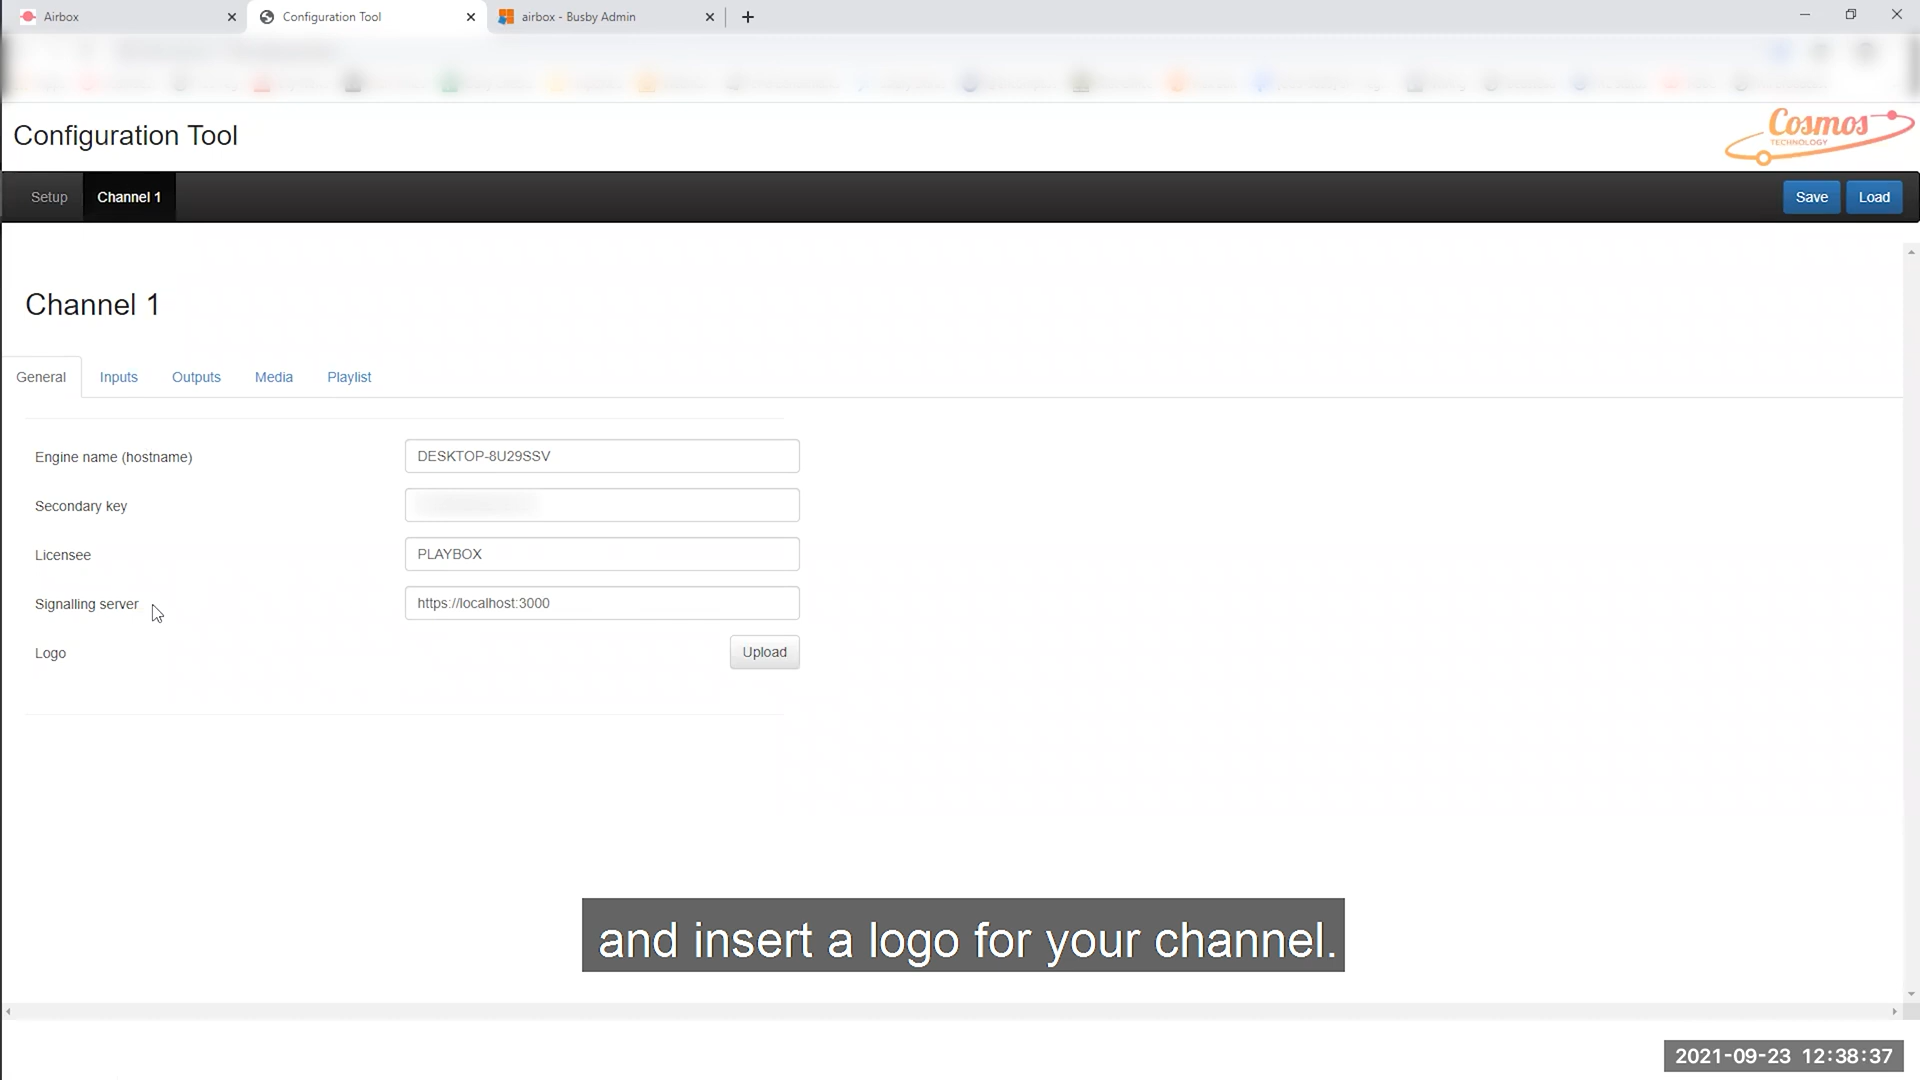 Airbox
Configuration Tool
airbox - Busby Admin
Configuration Tool
Cosmos
TECHNOLOGY
Setup
Channel 1
Save
Load
Channel 1
General
Inputs
Outputs
Media
Playlist
Engine name (hostname)
DESKTOP-8U29SSV
Secondary key
Licensee
PLAYBOX
Signalling server
https://localhost:3000
Logo
Upload
and insert a logo for your channel.
2021-09-23 12:38:37